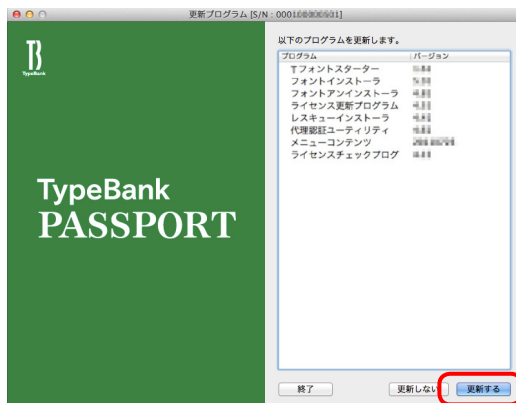 更新プログラム [S/N : 000
TB
TypeBank
TypeBank
PASSPORT
以下のプログラムを更新します。
プログラム バージョン
Tフォントスターター
フォントインストーラ
フォントアンインストーラ
ライセンス更新プログラム
レスキューインストーラ
代理認証ユーティリティ
メニューコンテンツ
ライセンスチェックプログ
終了 更新しない 更新する